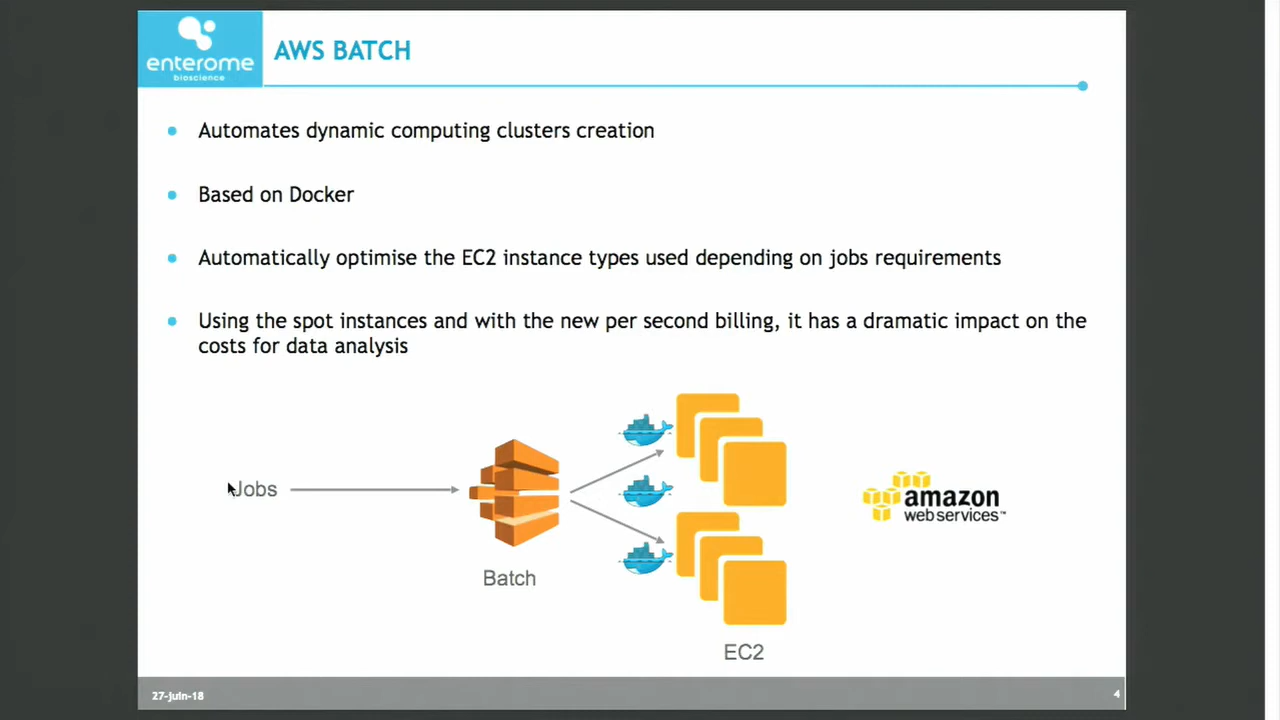 enterome
bioscience
AWS BATCH
Automates dynamic computing clusters creation
Based on Docker
Automatically optimise the EC2 instance types used depending on jobs requirements
Using the spot instances and with the new per second billing, it has a dramatic impact on the
costs for data analysis
Jobs
Batch
EC2
amazon
web services™
27-juin-18
4